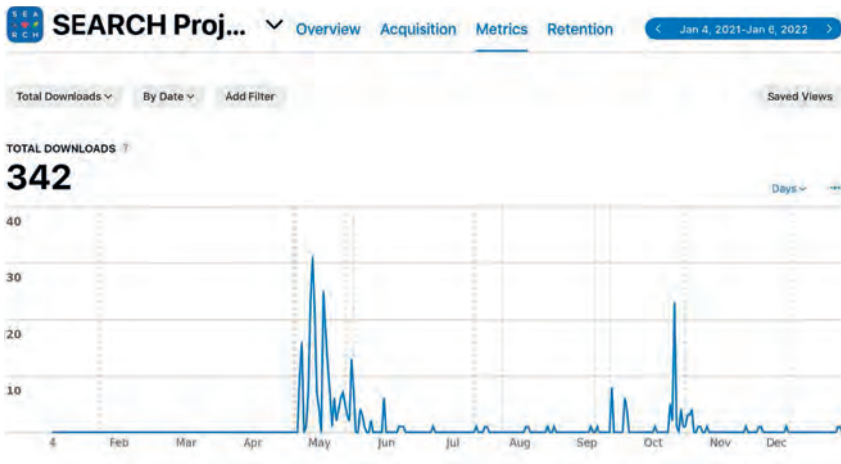 SEA
RCH
SEARCH Proj... Overview Acquisition Metrics Retention Jan 4, 2021-Jan 6, 2022
Total Downloads By Date Add Filter Saved Views
TOTAL DOWNLOADS ?
342
Days ...
40
30
20
10
4 Feb Mar Apr May Jun Jul Aug Sep Oct Nov Dec